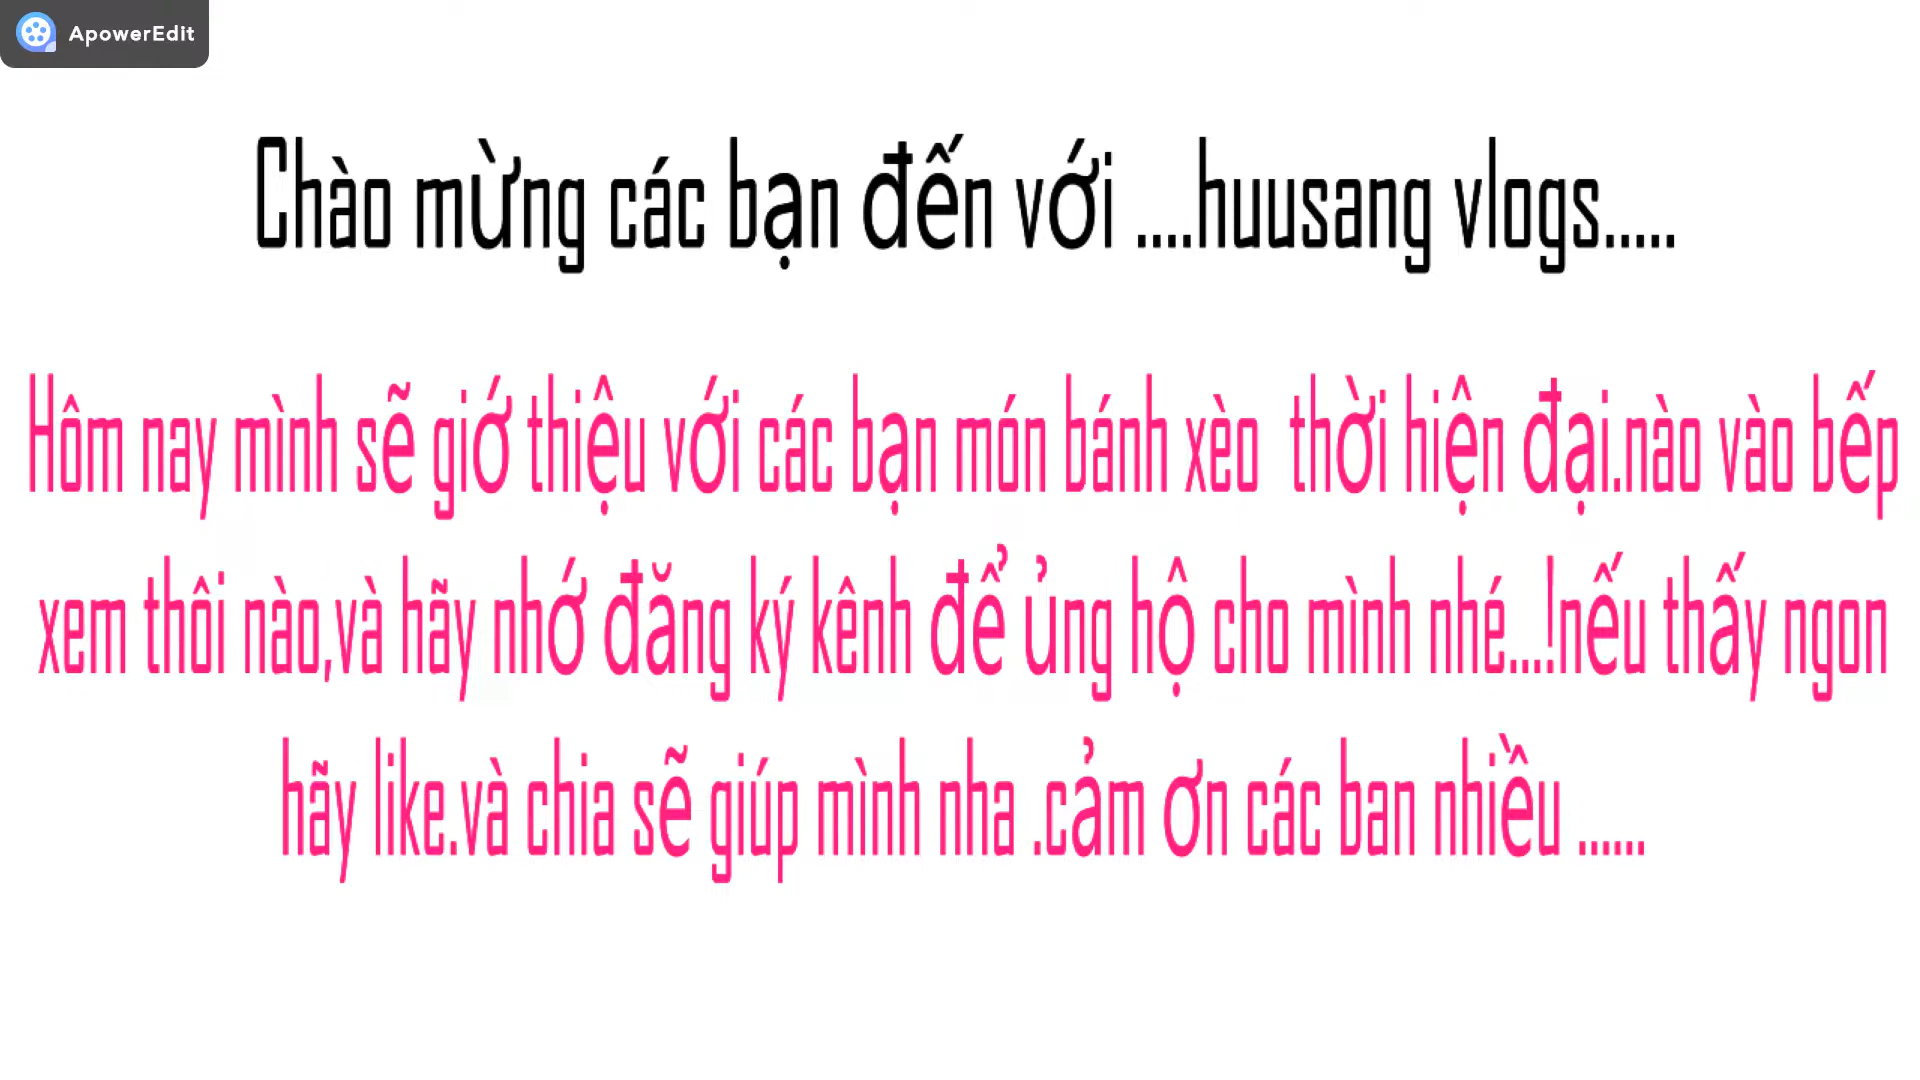 ApowerEdit
Chào mừng các bạn đến với ....huusang vlogs.....
Hôm nay mình sẽ giớ thiệu với các bạn món bánh xèo  thời hiện đại.nào vào bếp
xem thôi nào,và hãy nhớ đăng ký kênh để ủng hộ cho mình nhé...!nếu thấy ngon
hãy like.và chia sẽ giúp mình nha .cảm ơn các ban nhiều ......